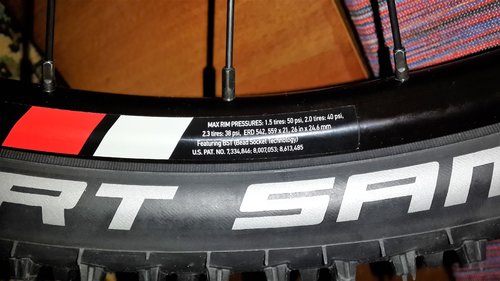 MAX RIM PRESSURES: 1.5 tires: 50 psi, 2.0 tires: 40 psi,
2.3 tires: 38 psi, ERD 542, 559 x 21, 26 in x 24.6 mm
Featuring BST (Bead Socket Technology)
U.S. PAT. NO. 7,334,846; 8,007,053; 8,613,485
RT SAM